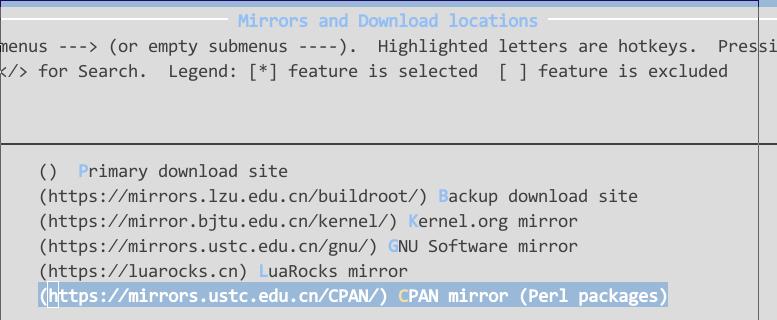 Mirrors and Download locations
menus ---> (or empty submenus ----).  Highlighted letters are hotkeys.  Pressi
</> for Search.  Legend: [*] feature is selected  [ ] feature is excluded
()  Primary download site
(https://mirrors.lzu.edu.cn/buildroot/) Backup download site
(https://mirror.bjtu.edu.cn/kernel/) Kernel.org mirror
(https://mirrors.ustc.edu.cn/gnu/) GNU Software mirror
(https://luarocks.cn) LuaRocks mirror
(https://mirrors.ustc.edu.cn/CPAN/) CPAN mirror (Perl packages)